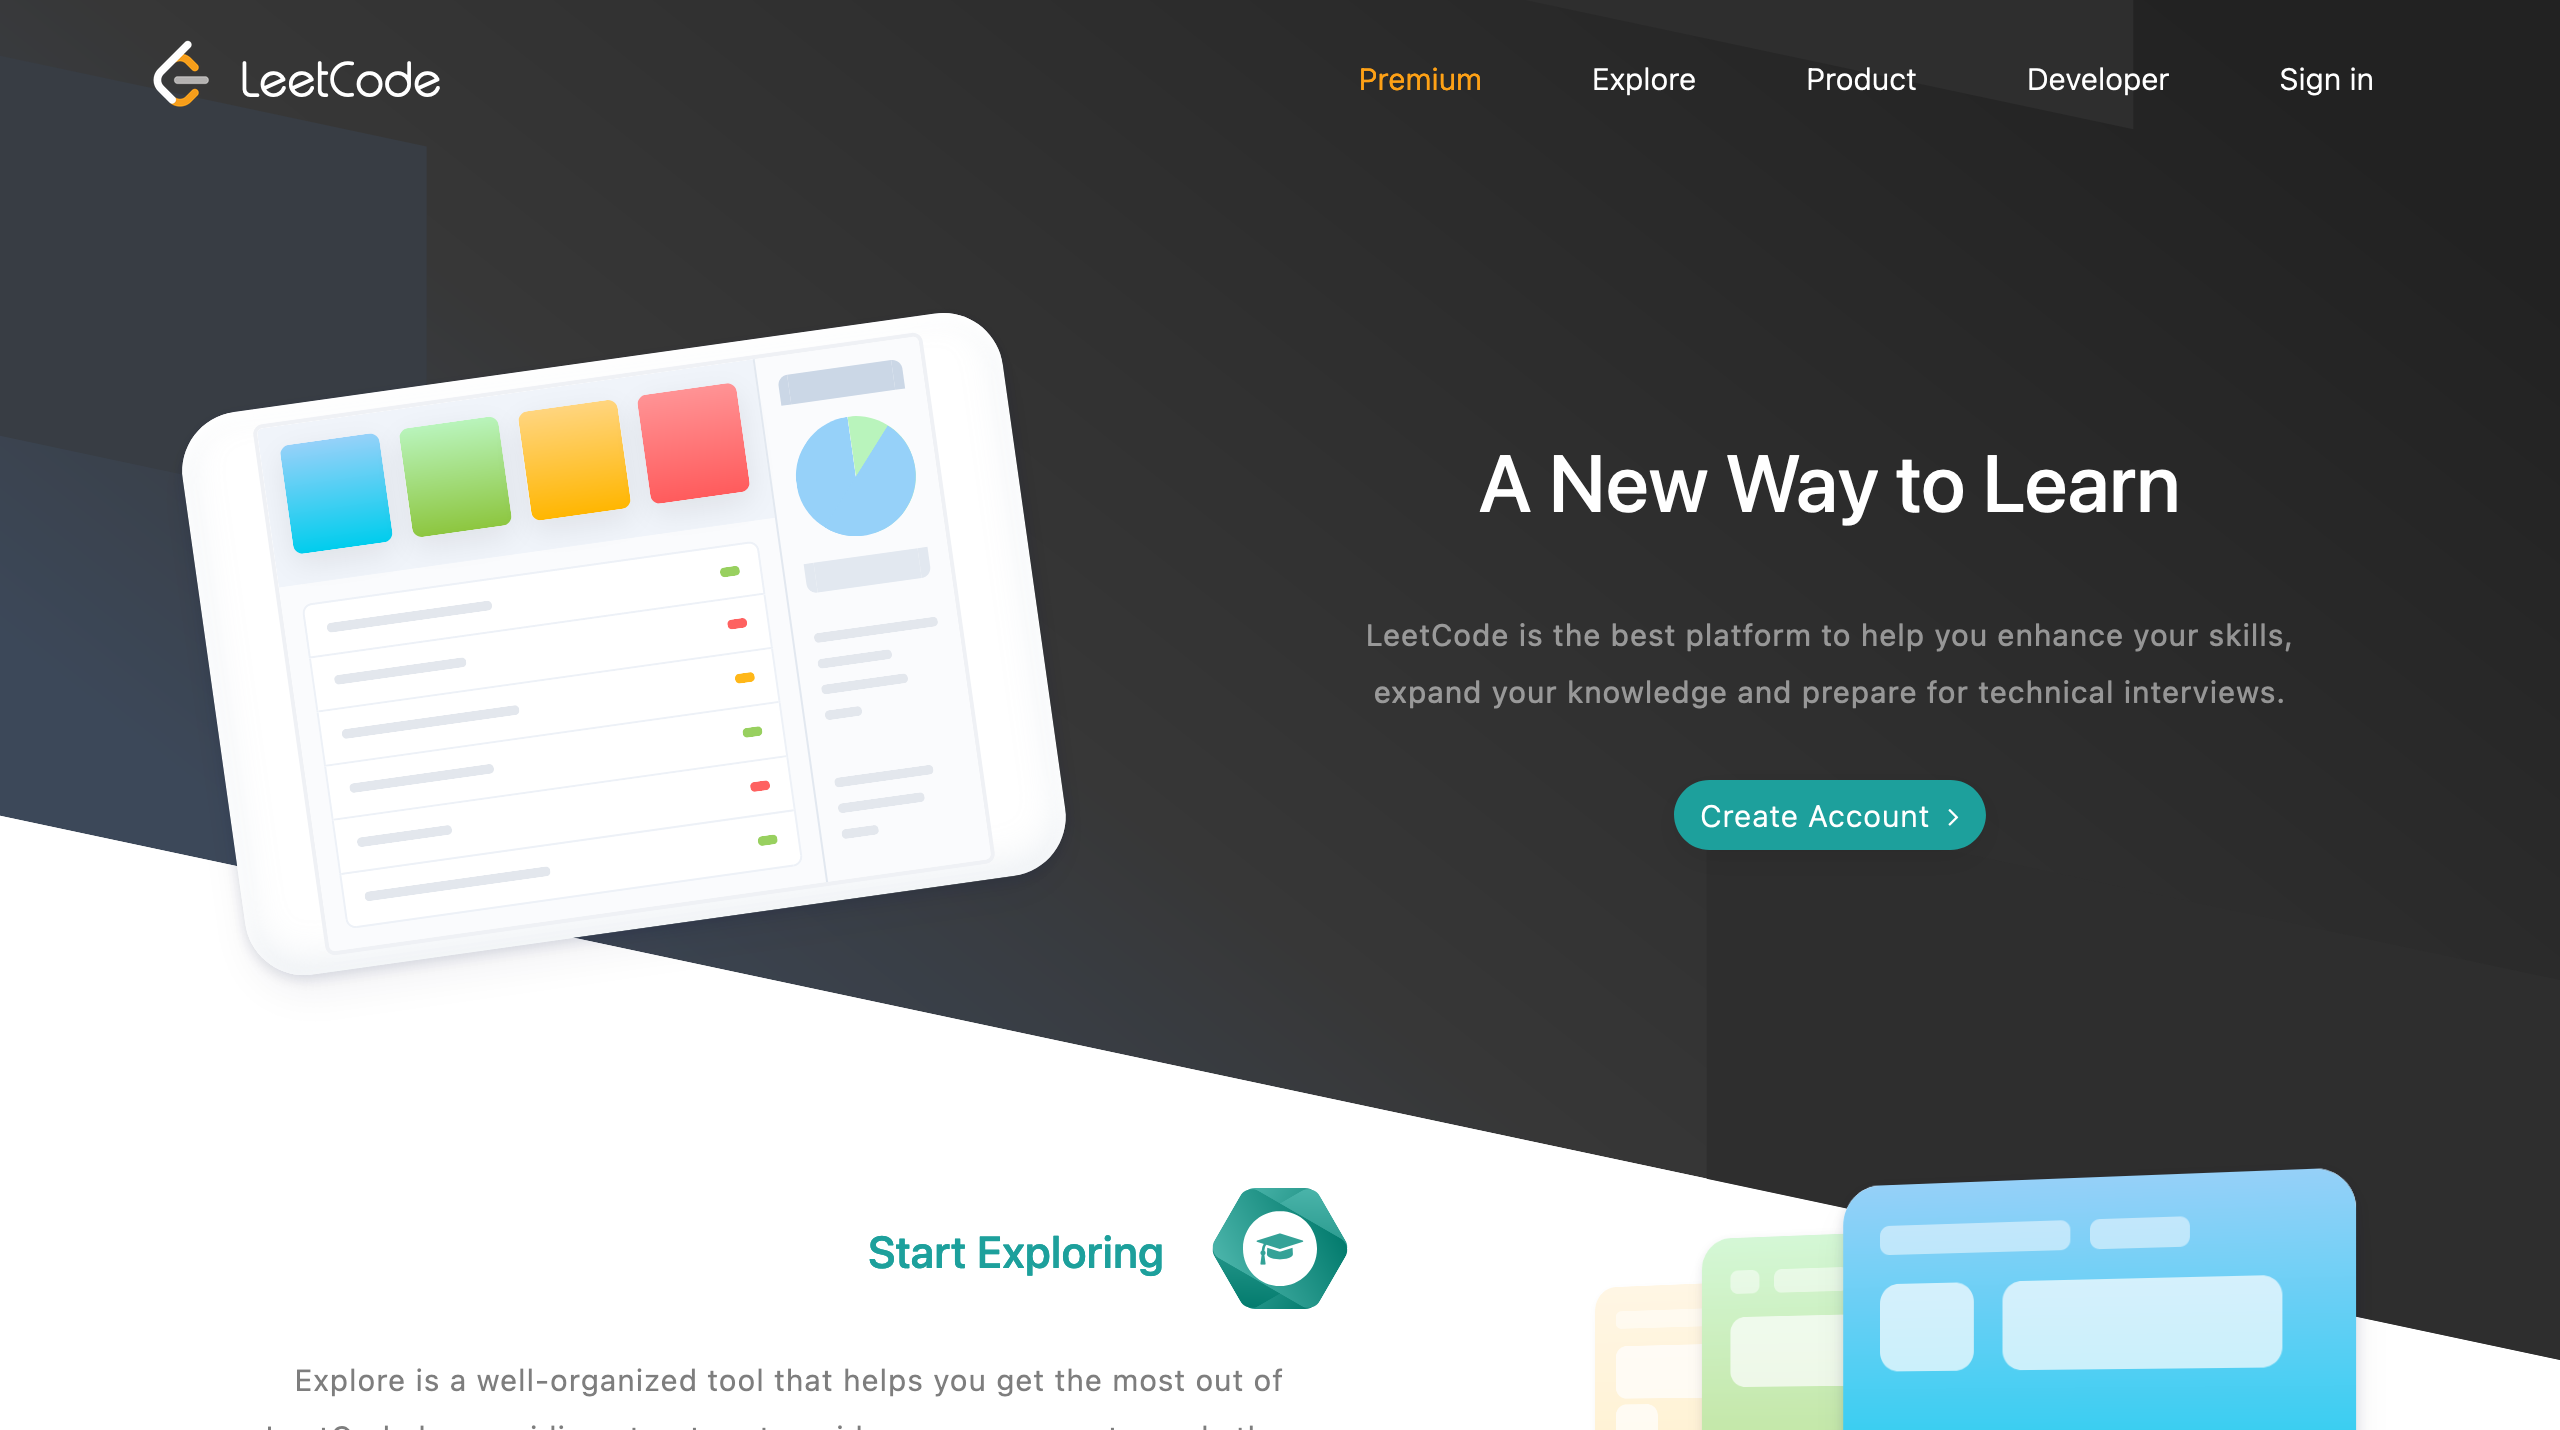 LeetCode
Premium
Explore
Product
Developer
Sign in
A New Way to Learn
LeetCode is the best platform to help you enhance your skills,
expand your knowledge and prepare for technical interviews.
Create Account
Start Exploring
Explore is a well-organized tool that helps you get the most out of